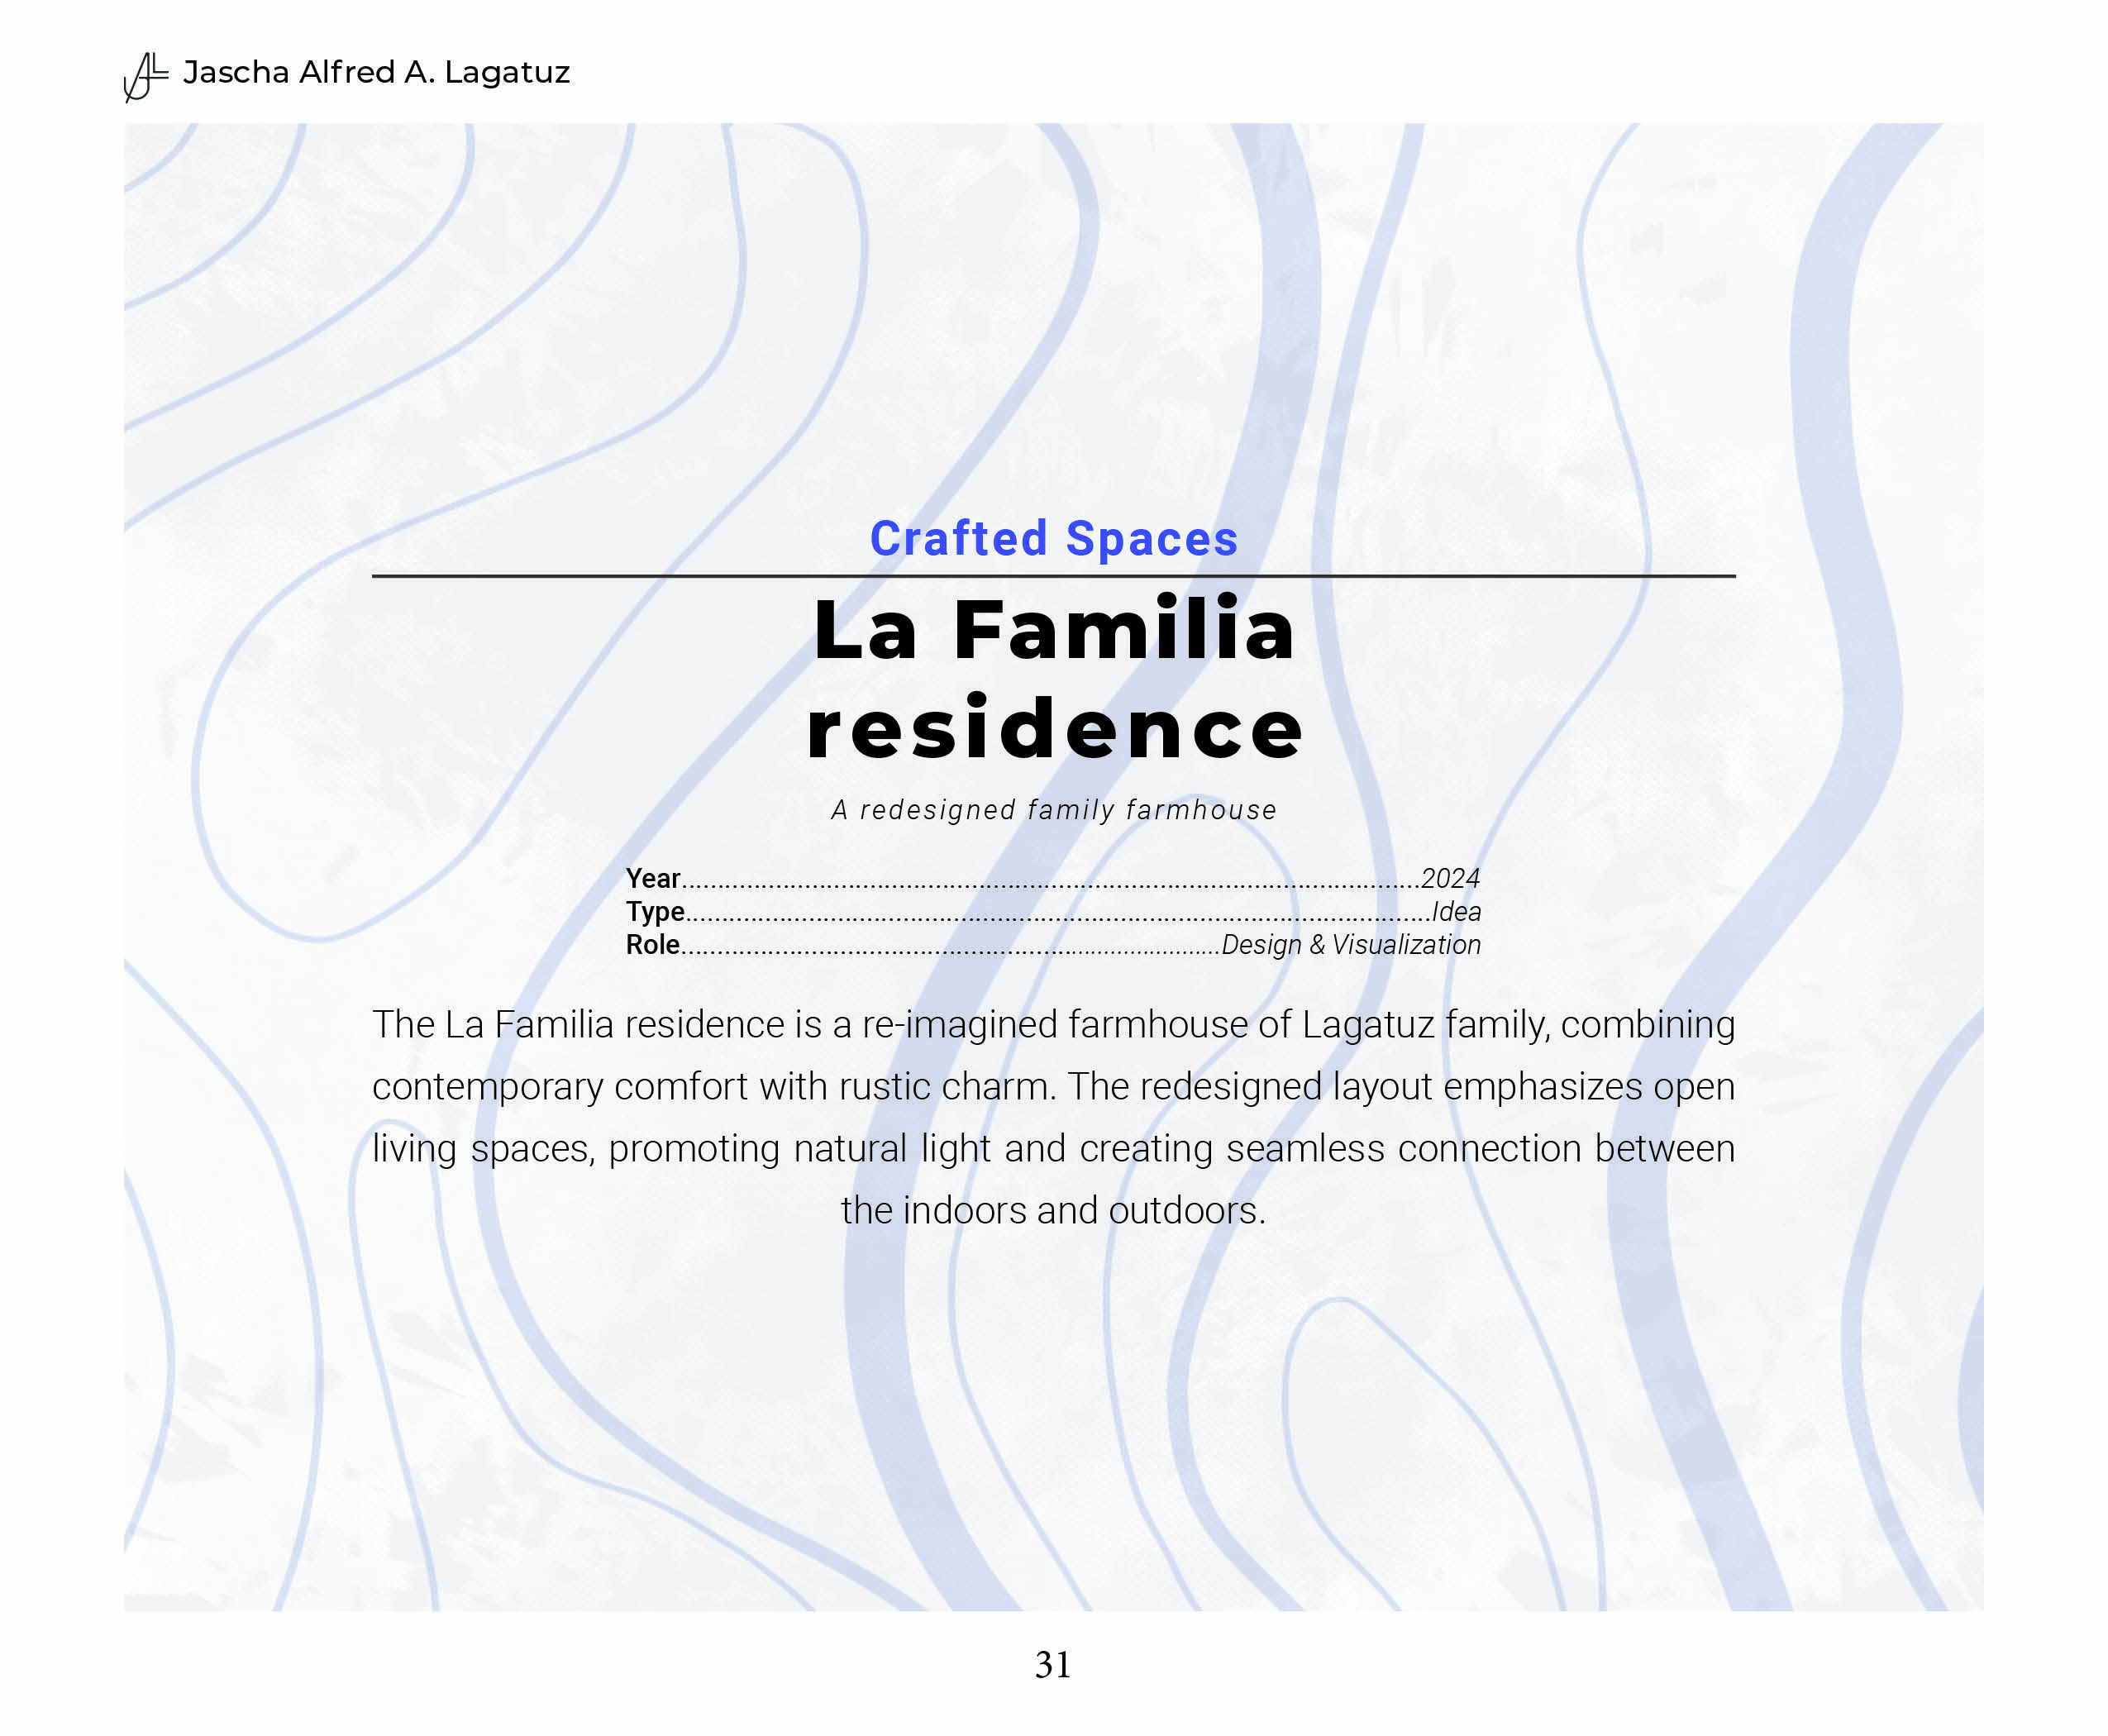 Jascha Alfred A. Lagatuz
Crafted Spaces
La Familia
residence
A redesigned family farmhouse
Year........................................................................................................2024
Type.........................................................................................................Idea
Role............................................................................Design & Visualization
The La Familia residence is a re-imagined farmhouse of Lagatuz family, combining
contemporary comfort with rustic charm. The redesigned layout emphasizes open
living spaces, promoting natural light and creating seamless connection between
the indoors and outdoors.
31